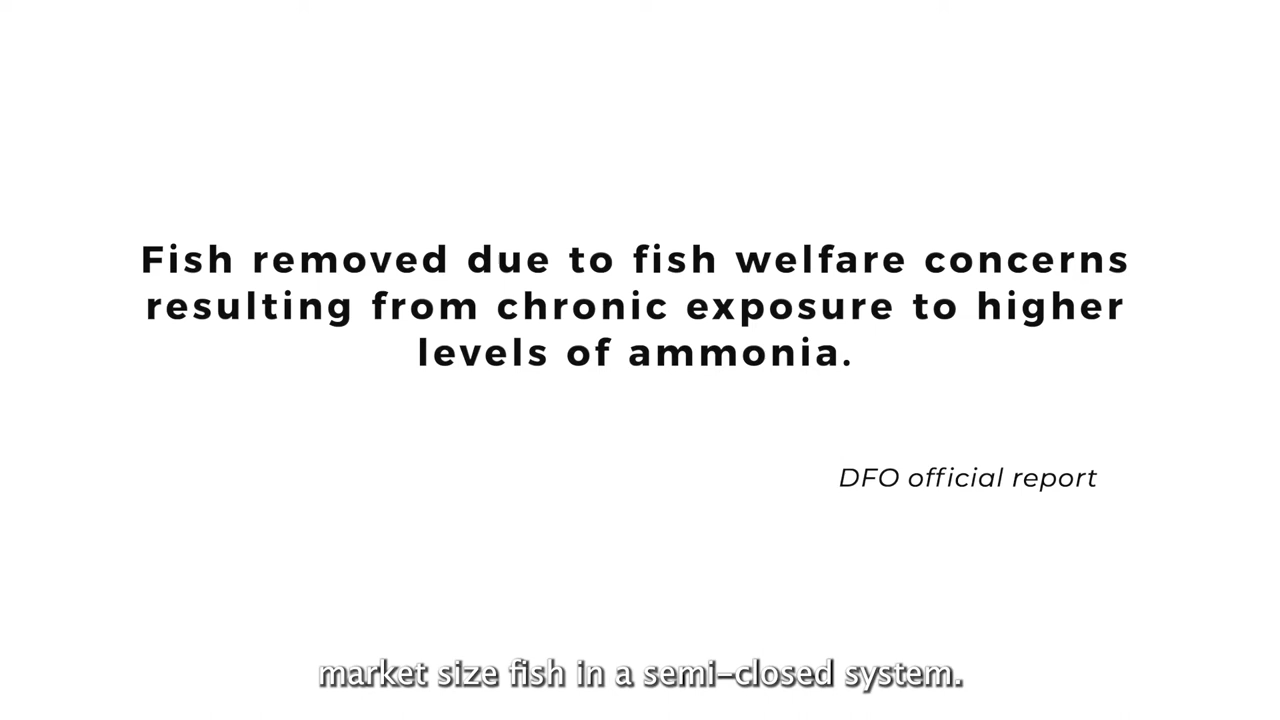 Fish removed due to fish welfare concerns
resulting from chronic exposure to higher
levels of ammonia.
DFO official report
market size fish in a semi-closed system.